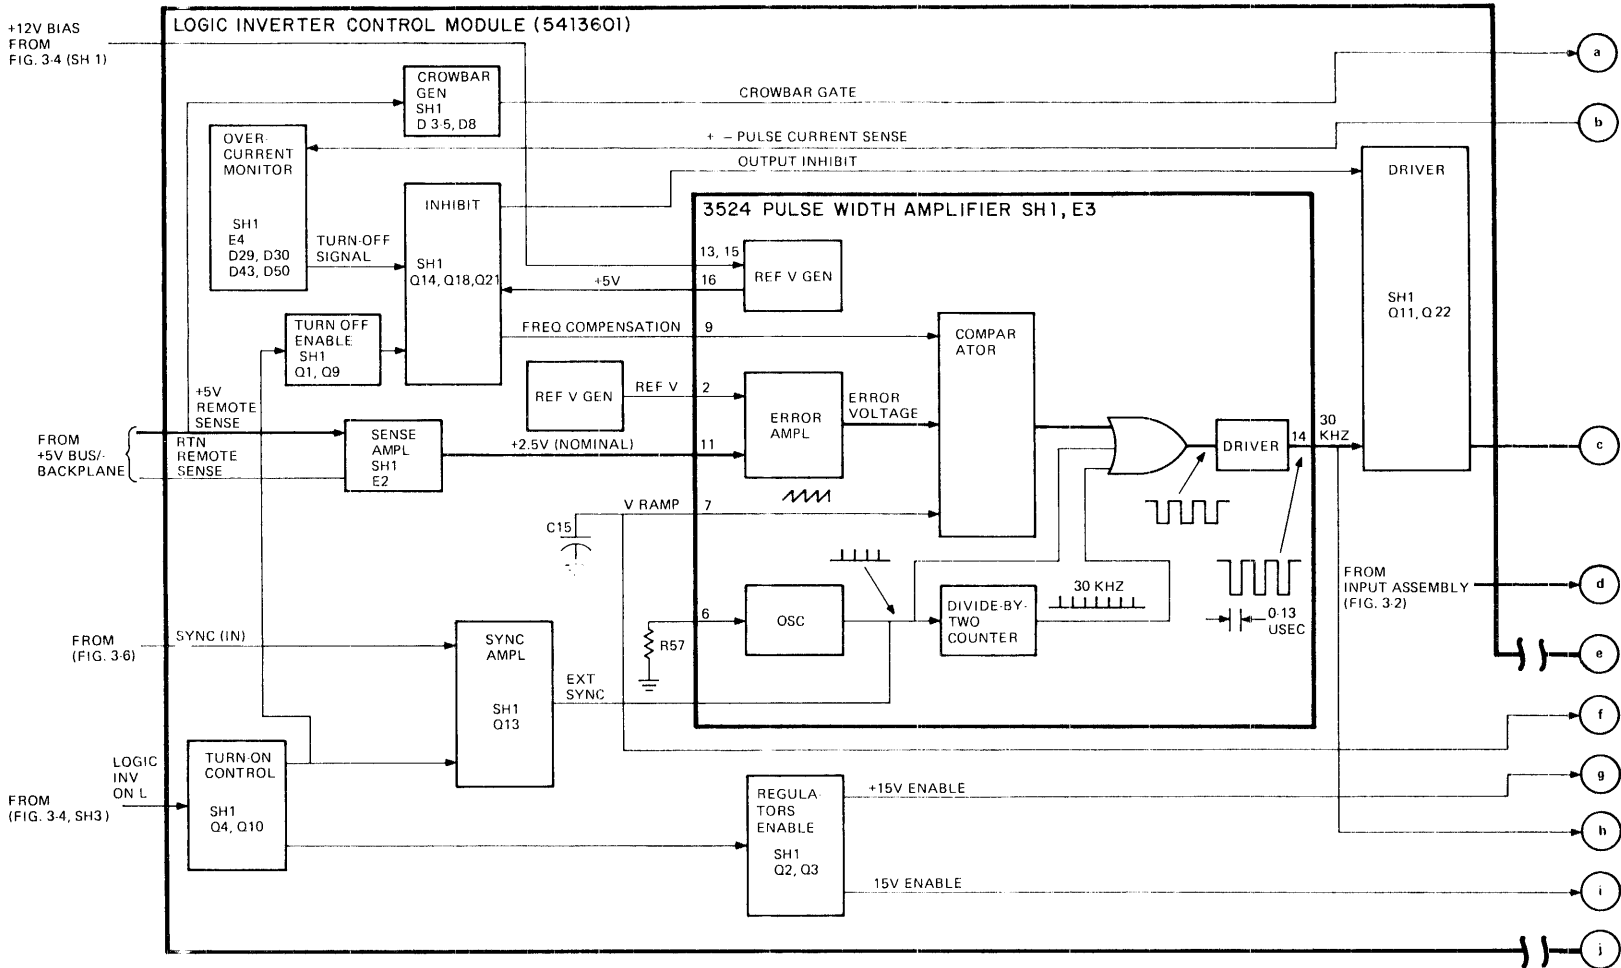 LOGIC INVERTER CONTROL MODULE (5413601)
+12V BIAS
FROM
FIG. 3-4 (SH 1)
CROWBAR
GEN
SH1
D 3-5, D8
CROWBAR GATE
a
b
OVER-
CURRENT
MONITOR
SH1
E4
D29, D30
D43, D50
+ – PULSE CURRENT SENSE
OUTPUT INHIBIT
DRIVER
SH1
Q11, Q22
TURN-OFF
SIGNAL
INHIBIT
SH1
Q14, Q18, Q21
3524 PULSE WIDTH AMPLIFIER SH1, E3
13, 15
16
+5V
REF V GEN
TURN OFF
ENABLE
SH1
Q1, Q9
FREQ COMPENSATION
9
COMPAR
ATOR
REF V GEN
REF V
2
ERROR
AMPL
ERROR
VOLTAGE
+5V
REMOTE
SENSE
FROM
+5V BUS/-
BACKPLANE
RTN
REMOTE
SENSE
SENSE
AMPL
SH1
E2
+2.5V (NOMINAL)
11
DRIVER
14
30
KHZ
c
C15
V RAMP
7
6
R57
OSC
DIVIDE-BY-
TWO
COUNTER
30 KHZ
0-13
USEC
FROM
INPUT ASSEMBLY
(FIG. 3-2)
d
e
FROM
(FIG. 3-6)
SYNC (IN)
SYNC
AMPL
SH1
Q13
EXT
SYNC
f
FROM
(FIG. 3-4, SH3)
LOGIC
INV
ON L
TURN-ON
CONTROL
SH1
Q4, Q10
REGULA-
TORS
ENABLE
SH1
Q2, Q3
+15V ENABLE
g
h
15V ENABLE
i
j